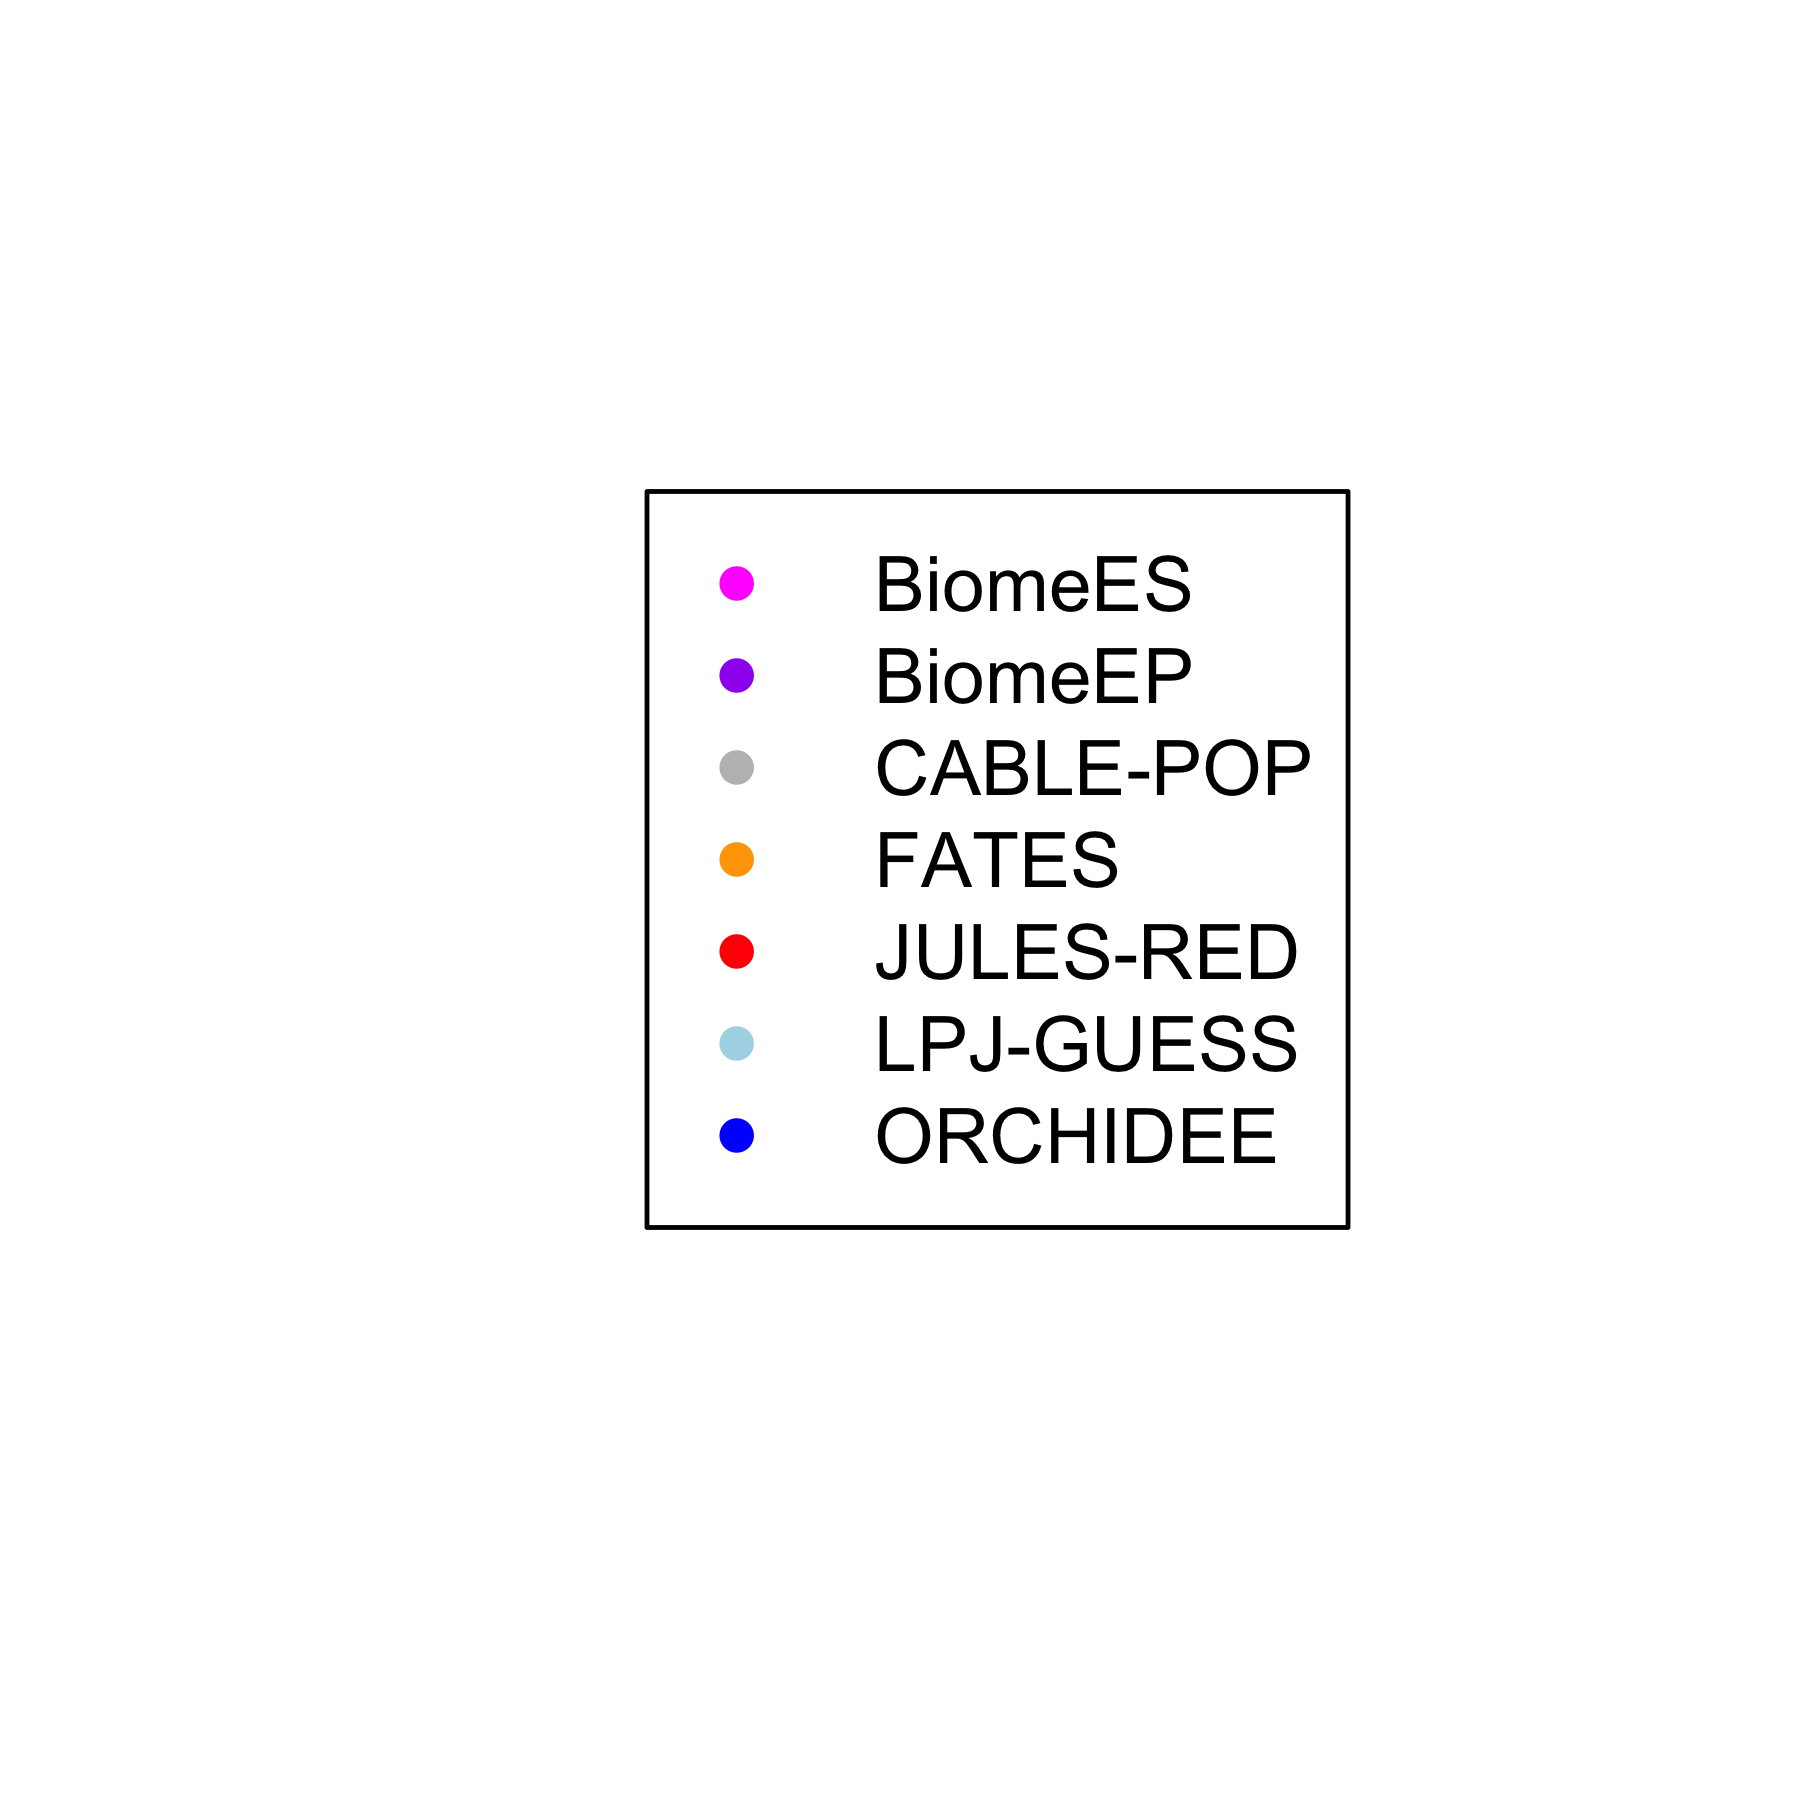 BiomeES
BiomeEP
CABLE-POP
FATES
JULES-RED
LPJ-GUESS
ORCHIDEE